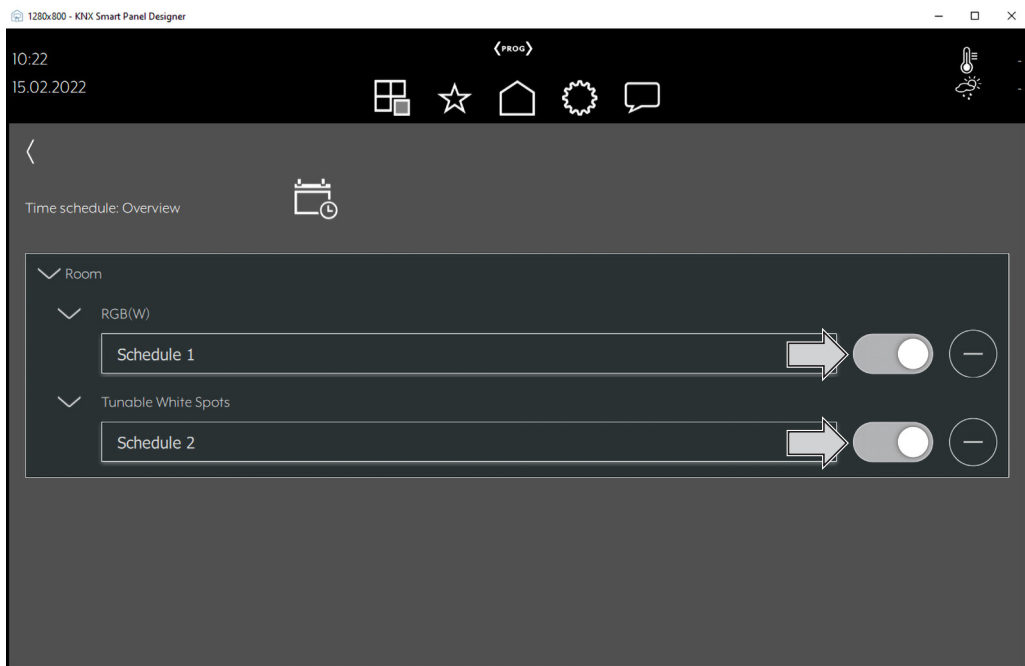 1280x800 - KNX Smart Panel Designer
10:22
PROG
15.02.2022
-
-
Time schedule: Overview
Room
RGB(W)
Schedule 1
Tunable White Spots
Schedule 2